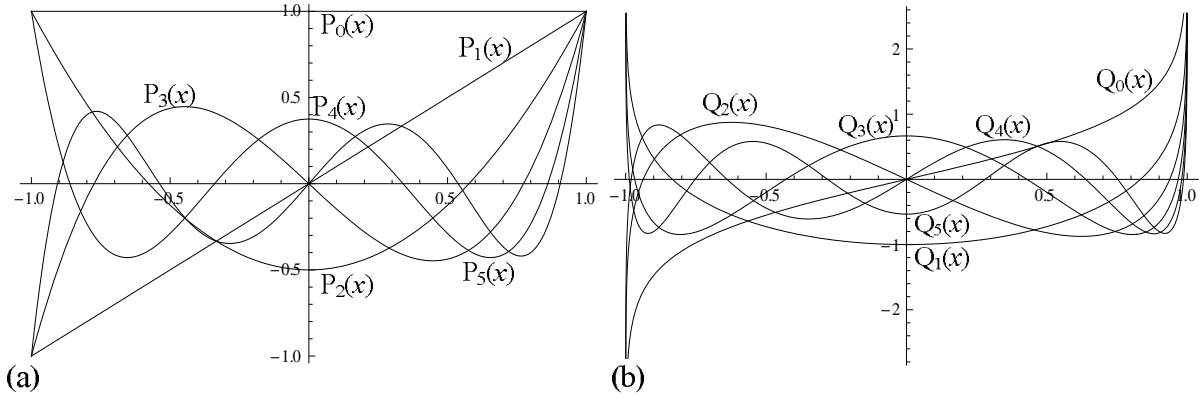 1.0
P₀(x)
P₁(x)
0.5
P₃(x)
P₄(x)
-1.0 -0.5 0.5 1.0
-0.5
P₂(x)
P₅(x)
-1.0
(a)
2
Q₀(x)
Q₂(x)
1
Q₃(x)
Q₄(x)
-1.0 -0.5 0.5 1.0
Q₅(x)
-1
Q₁(x)
-2
(b)